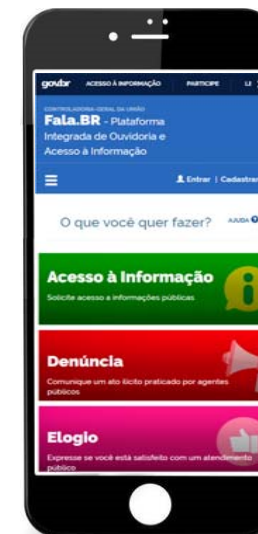 gov.br ACESSO À INFORMAÇÃO PARTICIPE
CONTROLADORIA-GERAL DA UNIÃO
Fala.BR - Plataforma
Integrada de Ouvidoria e
Acesso à Informação
Entrar | Cadastrar
O que você quer fazer? AJUDA
Acesso à Informação
Solicite acesso a informações públicas
Denúncia
Comunique um ato ilícito praticado por agentes
públicos
Elogio
Expresse se você está satisfeito com um atendimento
público